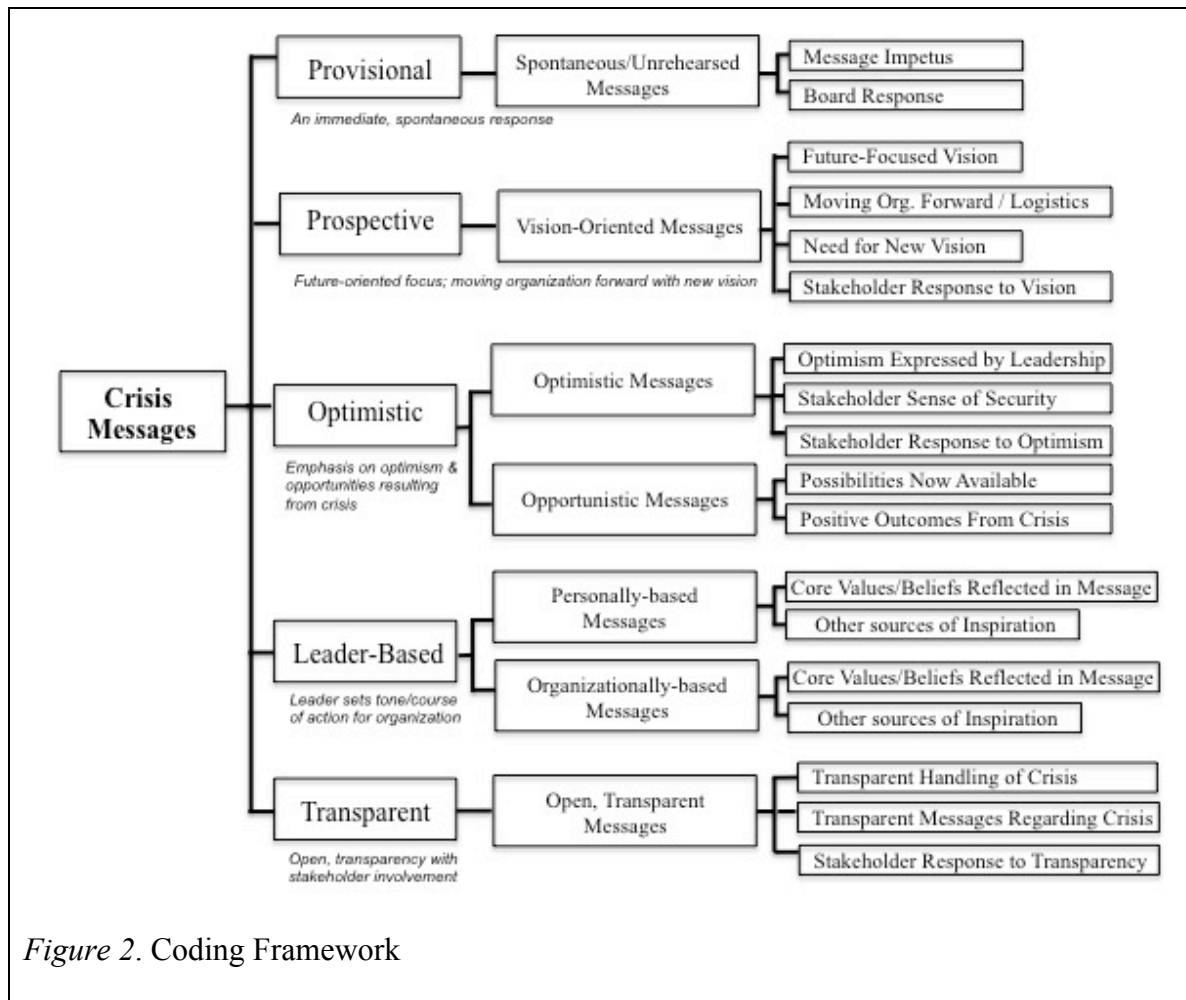 Provisional
An immediate, spontaneous response
Spontaneous/Unrehearsed
Messages
Message Impetus
Board Response
Prospective
Future-oriented focus; moving organization forward with new vision
Vision-Oriented Messages
Future-Focused Vision
Moving Org. Forward / Logistics
Need for New Vision
Stakeholder Response to Vision
Crisis
Messages
Optimistic
Emphasis on optimism &
opportunities resulting
from crisis
Optimistic Messages
Optimism Expressed by Leadership
Stakeholder Sense of Security
Stakeholder Response to Optimism
Opportunistic Messages
Possibilities Now Available
Positive Outcomes From Crisis
Leader-Based
Leader sets tone/course
of action for organization
Personally-based
Messages
Core Values/Beliefs Reflected in Message
Other sources of Inspiration
Organizationally-based
Messages
Core Values/Beliefs Reflected in Message
Other sources of Inspiration
Transparent
Open, transparency with
stakeholder involvement
Open, Transparent
Messages
Transparent Handling of Crisis
Transparent Messages Regarding Crisis
Stakeholder Response to Transparency
Figure 2. Coding Framework